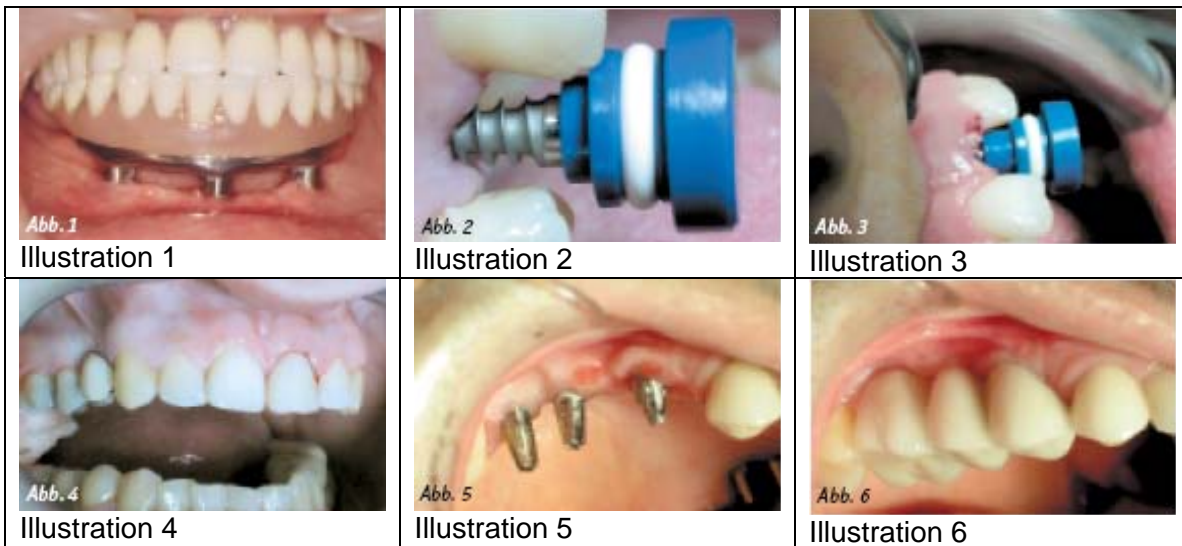 Abb. 1
Illustration 1
Abb. 2
Illustration 2
Abb. 3
Illustration 3
Abb. 4
Illustration 4
Abb. 5
Illustration 5
Abb. 6
Illustration 6